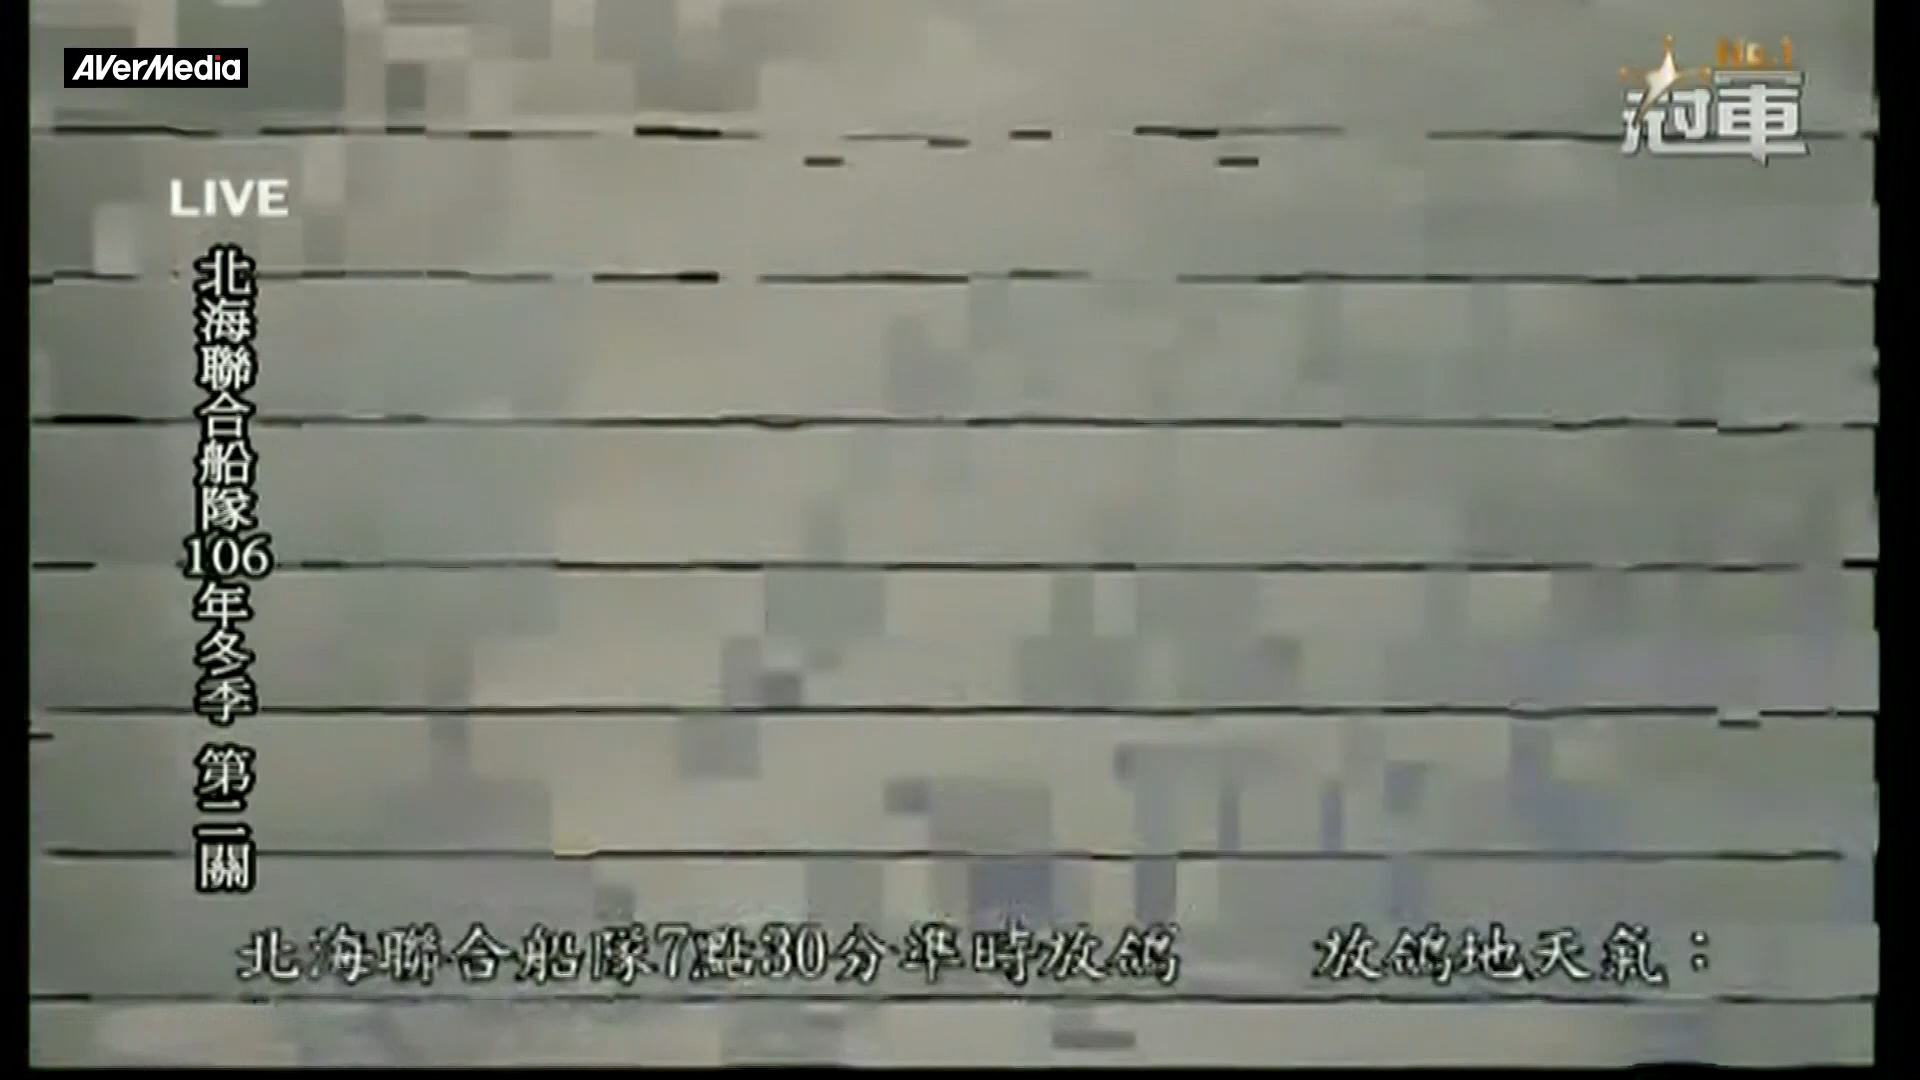 AVerMedia
No.1
冠軍
LIVE
北海聯合船隊106年冬季 第二關
北海聯合船隊7點30分準時放鴿 放鴿地天氣：